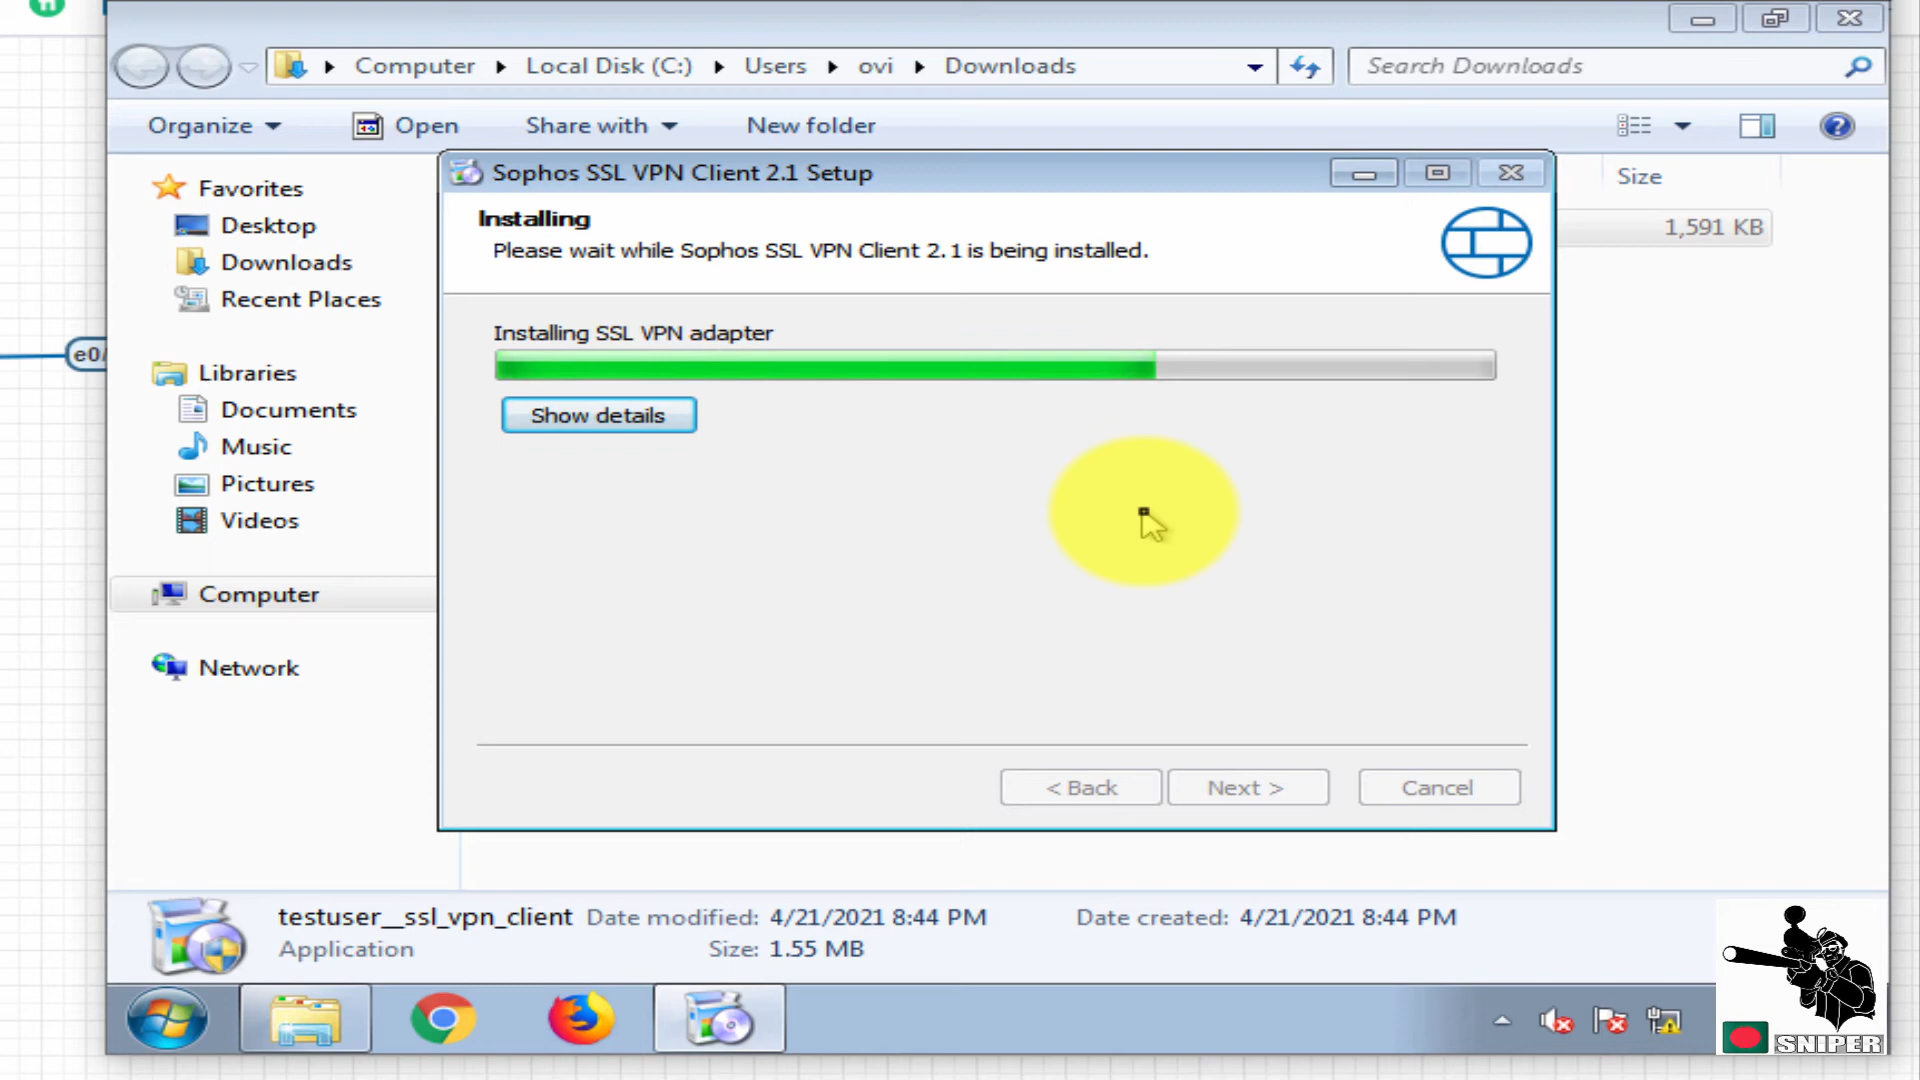 Computer Local Disk (C:) Users ovi Downloads
Search Downloads
Organize Open Share with New folder
Sophos SSL VPN Client 2.1 Setup
Size
1,591 KB
Installing
Please wait while Sophos SSL VPN Client 2.1 is being installed.
Installing SSL VPN adapter
Show details
< Back Next > Cancel
Favorites
Desktop
Downloads
Recent Places
Libraries
Documents
Music
Pictures
Videos
Computer
Network
e0/
testuser__ssl_vpn_client Date modified: 4/21/2021 8:44 PM Date created: 4/21/2021 8:44 PM
Application Size: 1.55 MB
SNIPER